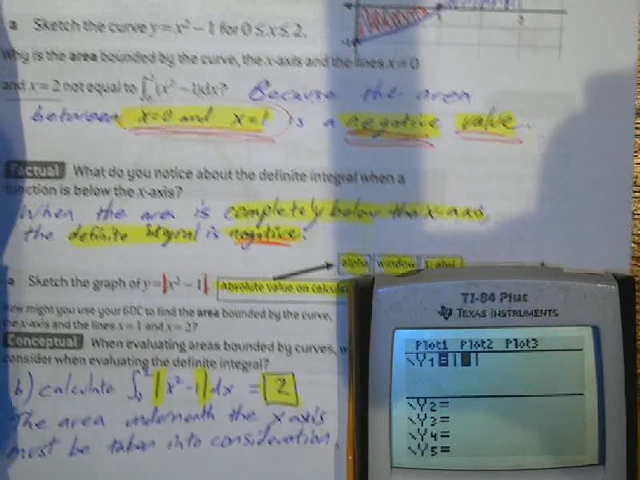 a Sketch the curve y = x² − 1 for 0 ≤ x ≤ 2.
Why is the area bounded by the curve, the x-axis and the lines x = 0
and x = 2 not equal to ∫(x² − 1)dx? Because the area
between x=0 and x=1 is a negative value.
Factual What do you notice about the definite integral when a
function is below the x-axis?
When the area is completely below the x-axis,
the definite integral is negative.
alpha window
a Sketch the graph of y = |x² − 1| Absolute value on
How might you use your GDC to find the area bounded by the curve,
the x-axis and the lines x = 1 and x = 2?
Conceptual When evaluating areas bounded by curves,
consider when evaluating the definite integral?
b) calculate ∫|x² − 1|dx = 2
The area underneath the x axis
must be taken into consideration.
TI-84 Plus
TEXAS INSTRUMENTS
Plot1 Plot2 Plot3
\Y1=| |
\Y2=
\Y3=
\Y4=
\Y5=